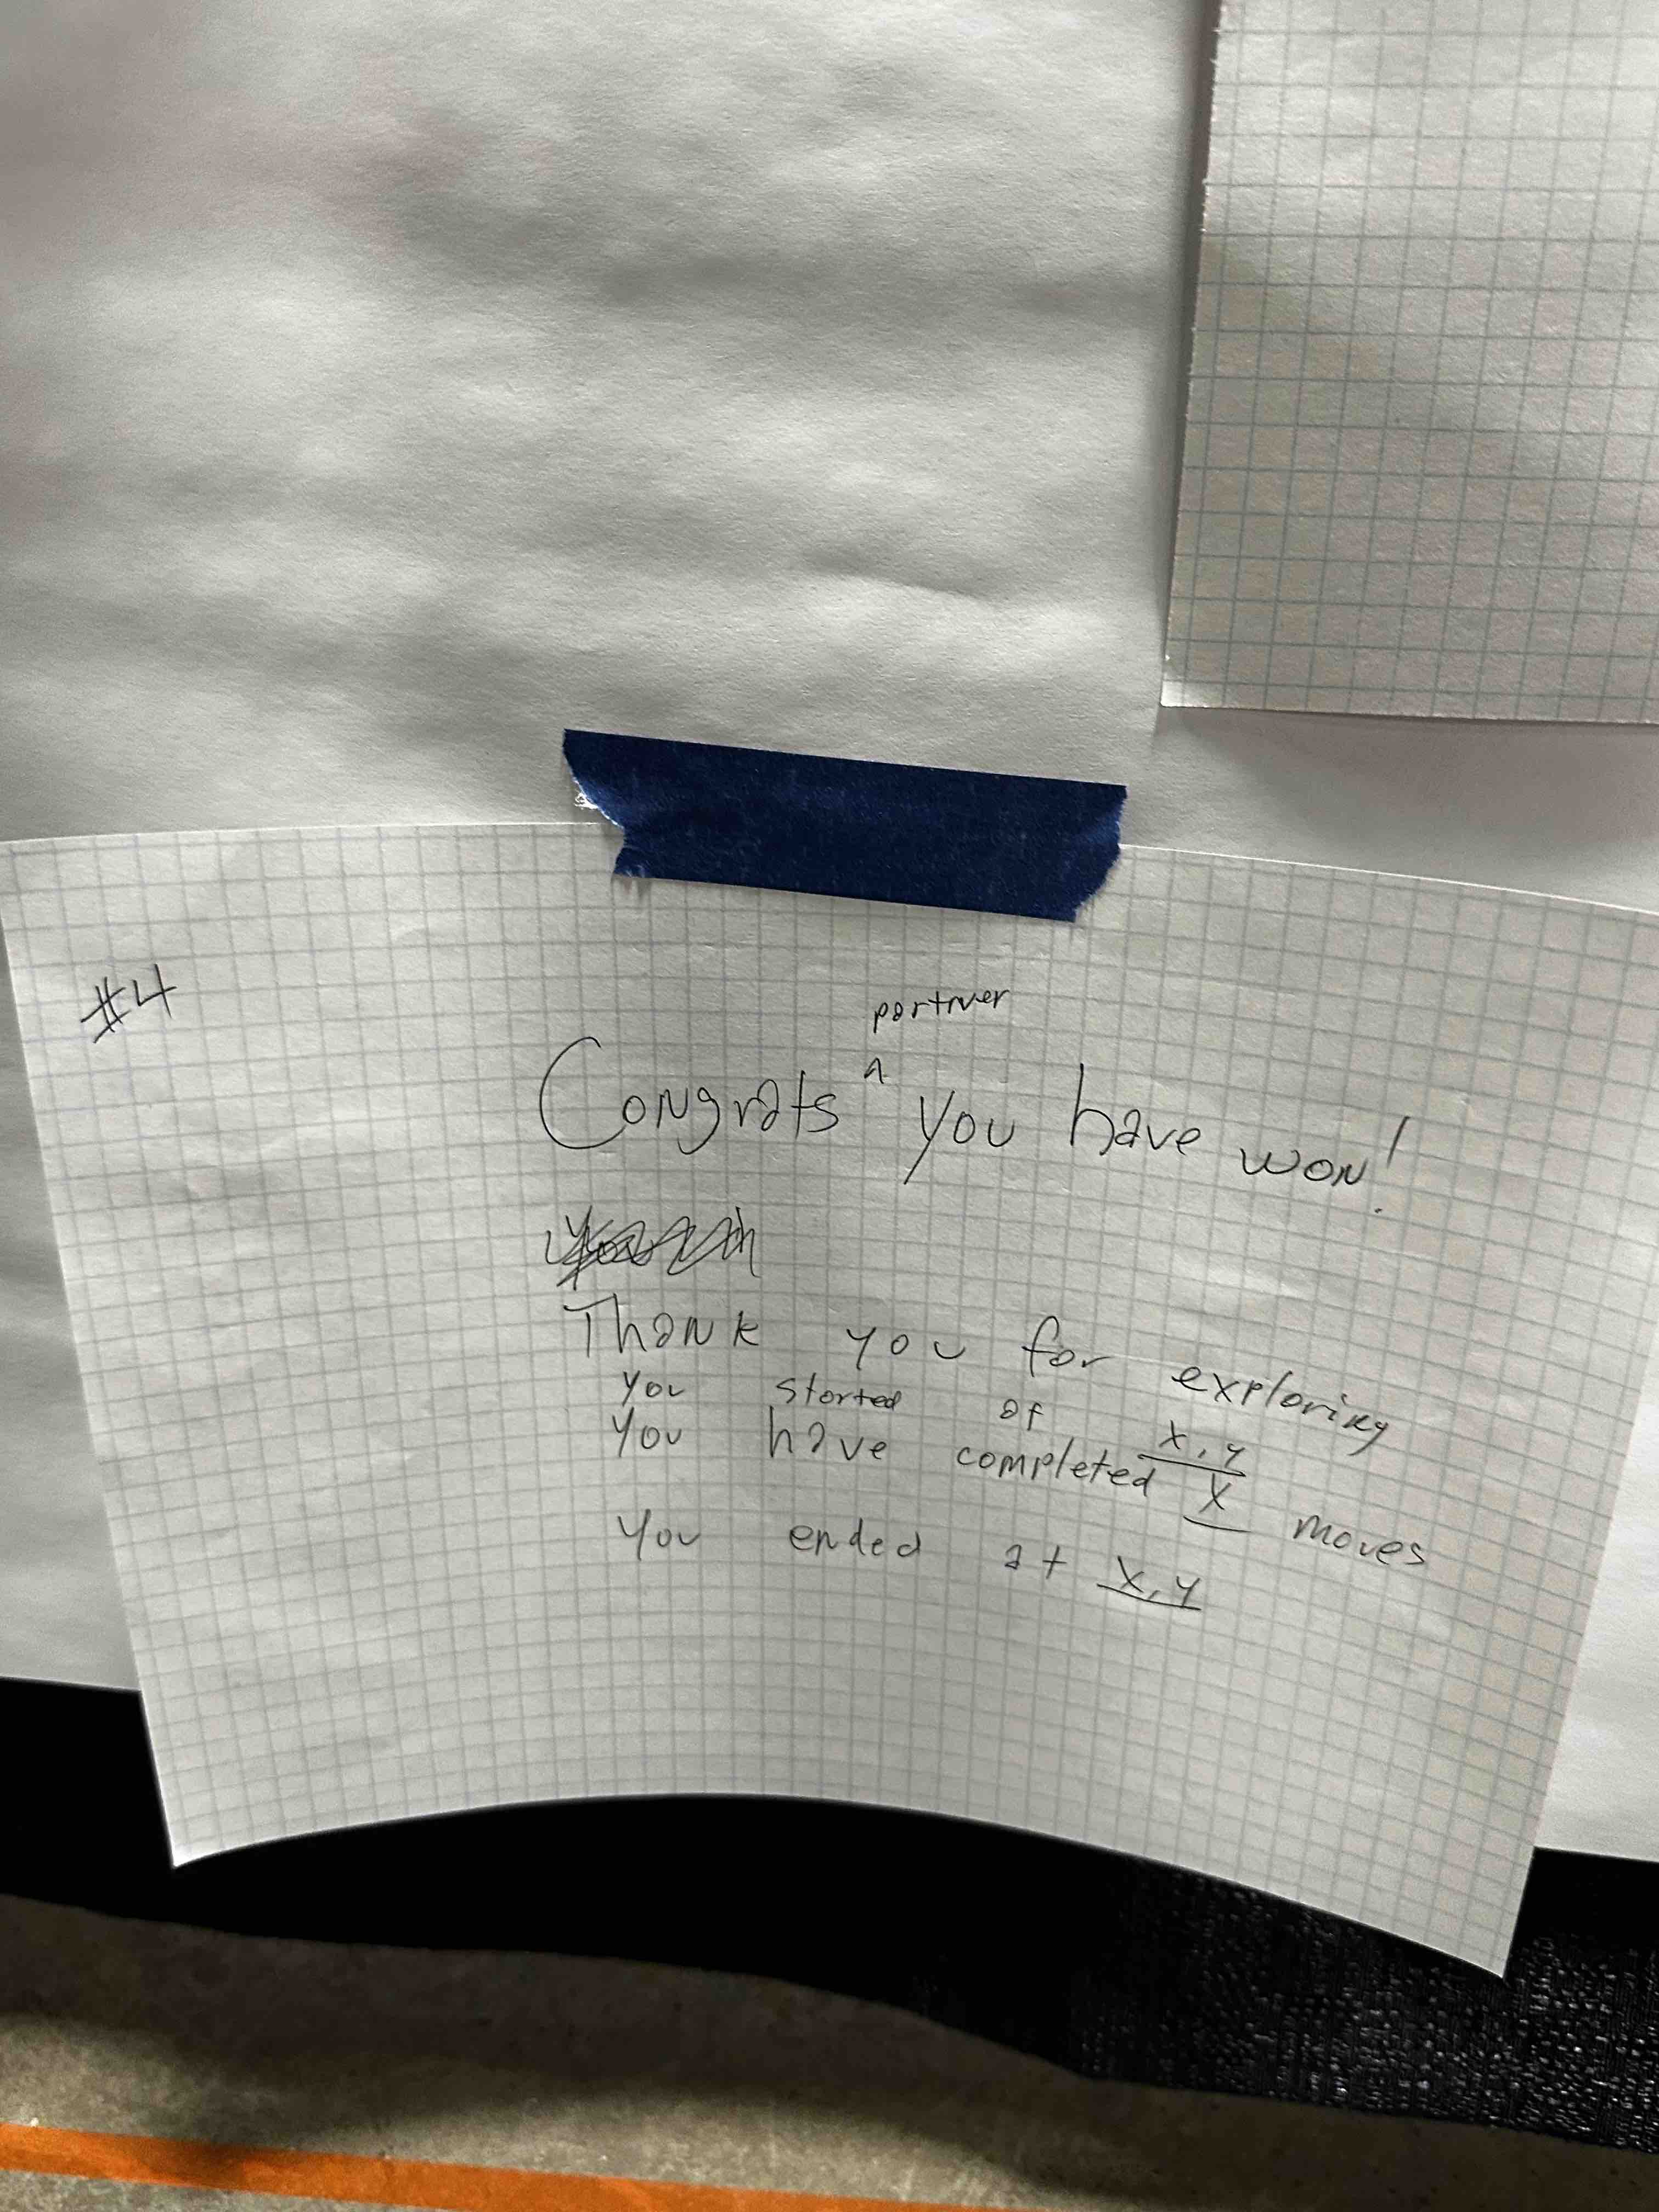 #4
partner
Congrats ^ you have won!
Thank you for exploring
you started at x,y
you have completed x moves
you ended at x,y